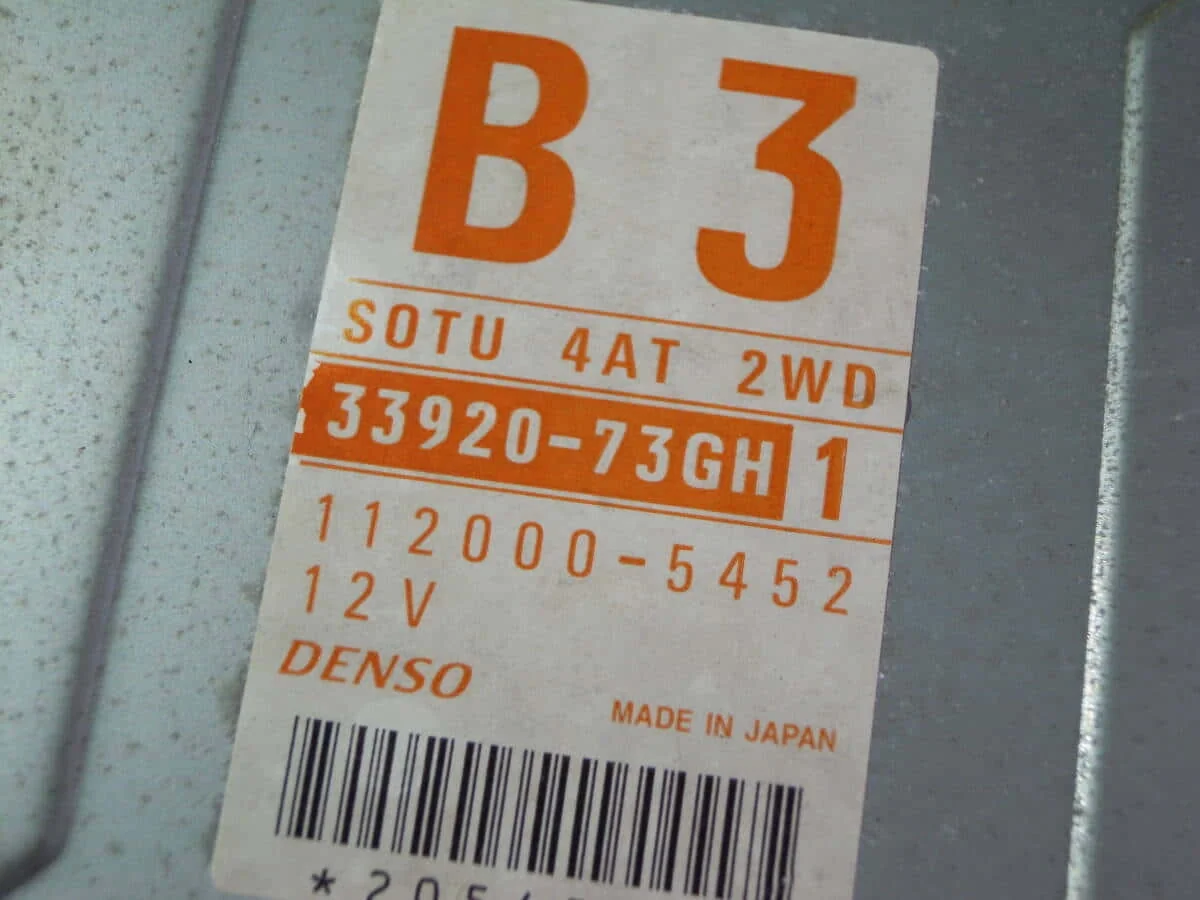 B 3
SOTU 4AT 2WD
33920-73GH 1
112000-5452
12V
DENSO
MADE IN JAPAN